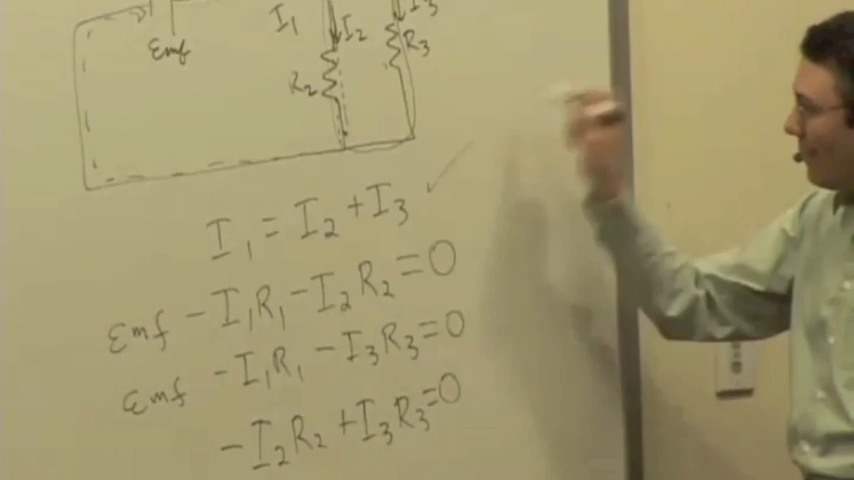 I₁ I₂ I₃
Emf R₂ R₃
I₁ = I₂ + I₃ ✓
Emf - I₁R₁ - I₂R₂ = 0
Emf - I₁R₁ - I₃R₃ = 0
- I₂R₂ + I₃R₃ = 0